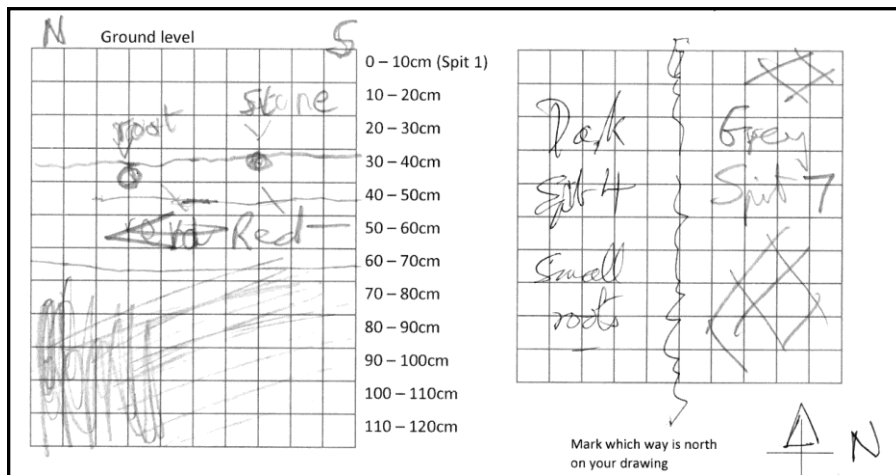 N Ground level S
0 – 10cm (Spit 1)
10 – 20cm
stone
root
20 – 30cm
30 – 40cm
40 – 50cm
Red 50 – 60cm
60 – 70cm
70 – 80cm
80 – 90cm
90 – 100cm
100 – 110cm
110 – 120cm
Dark Grey
Spit 4 Spit 7
Small
roots
Mark which way is north
on your drawing
N